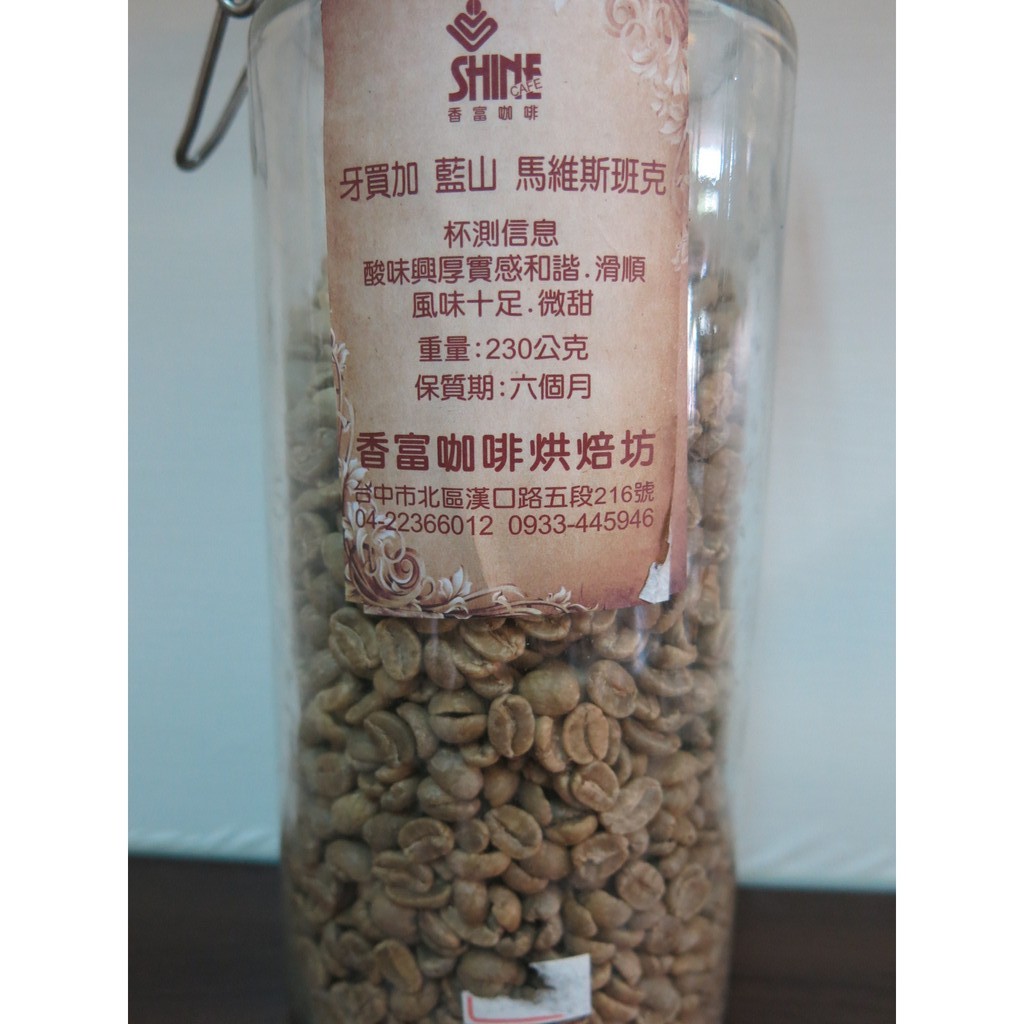 SHINE
CAFE
香富咖啡
牙買加 藍山 馬維斯班克
杯測信息
酸味興厚實感和諧.滑順
風味十足.微甜
重量:230公克
保質期:六個月
香富咖啡烘焙坊
台中市北區漢口路五段216號
04-22366012 0933-445946